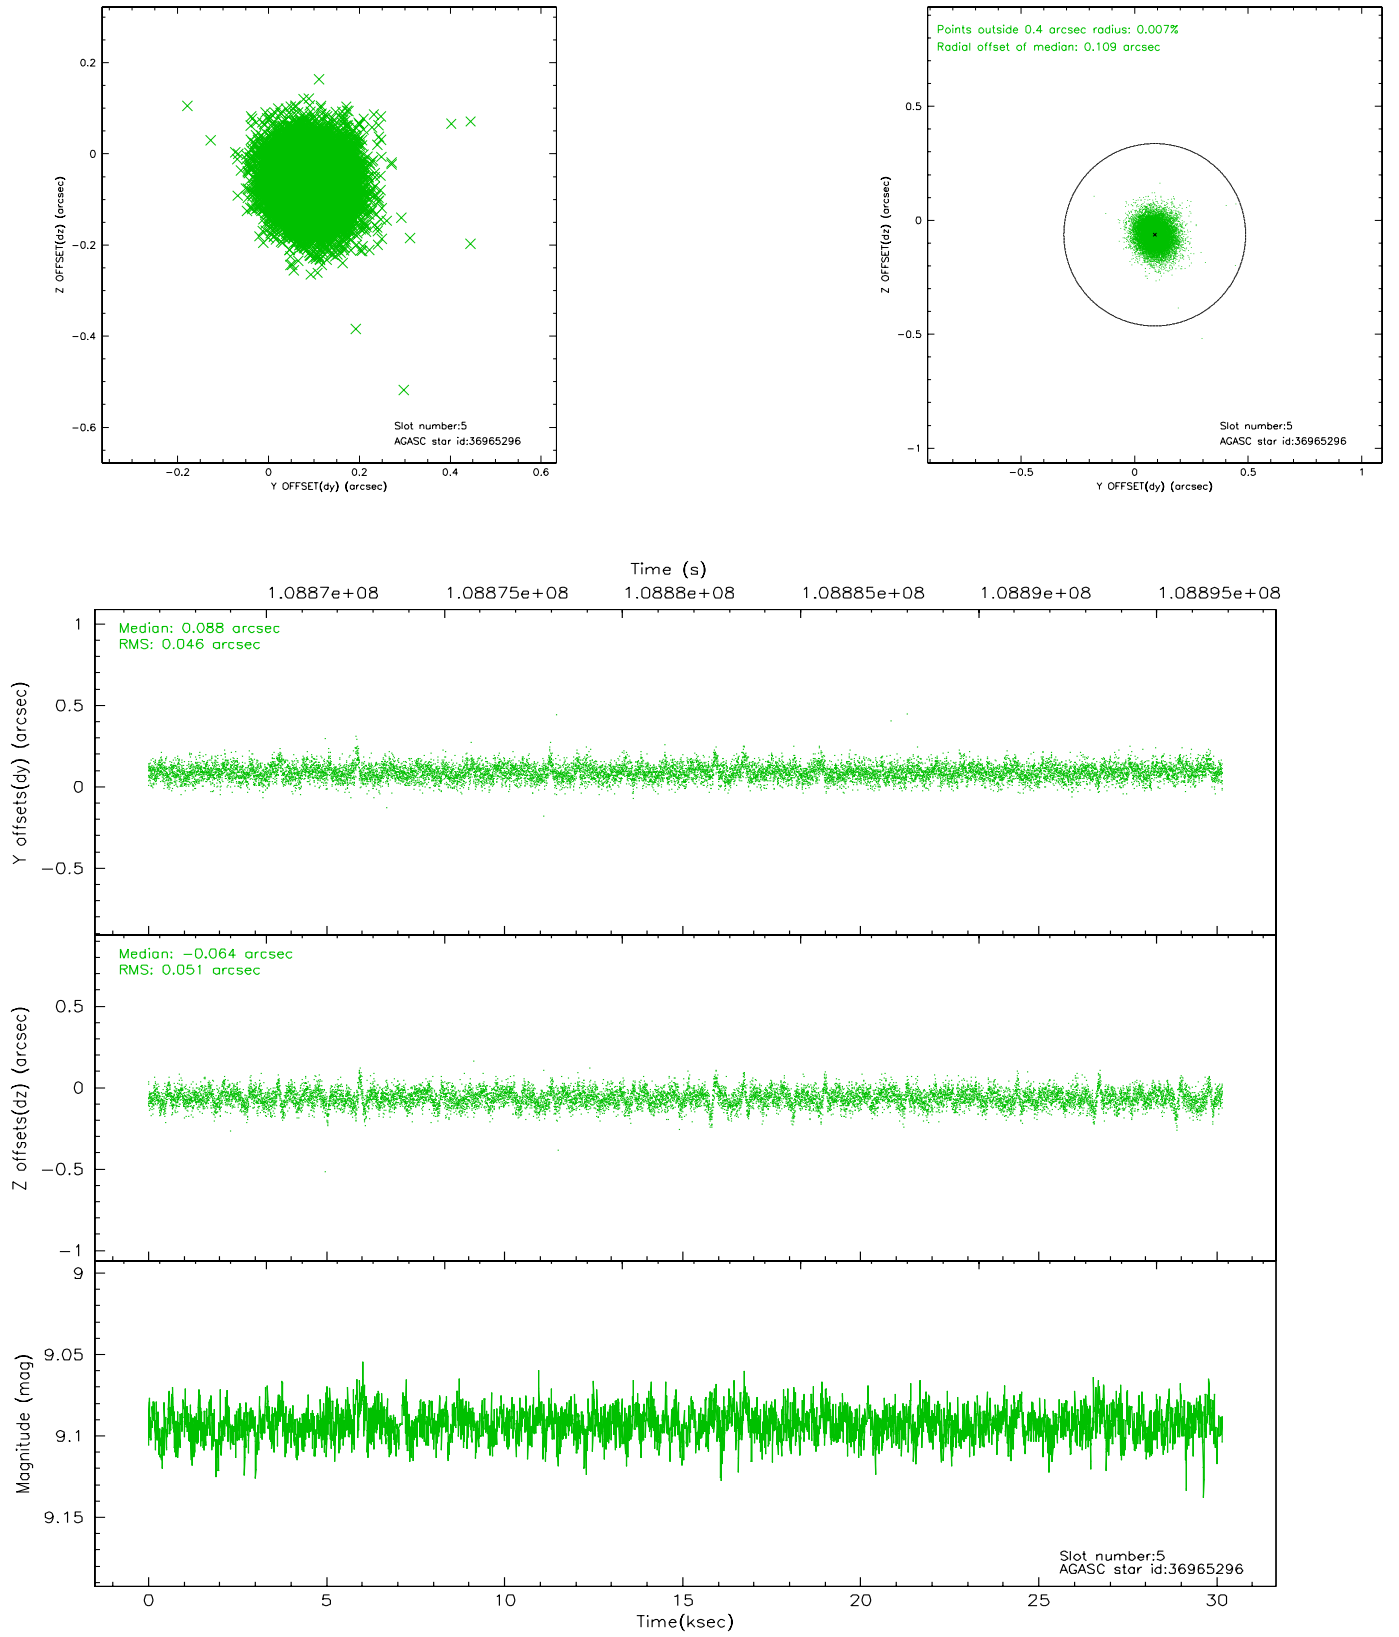 0.2
0
−0.2
−0.4
−0.6
Z OFFSET(dz) (arcsec)
Slot number:5
AGASC star id:36965296
−0.2 0 0.2 0.4 0.6
Y OFFSET(dy) (arcsec)
Points outside 0.4 arcsec radius: 0.007%
Radial offset of median: 0.109 arcsec
0.5
0
−0.5
−1
Z OFFSET(dz) (arcsec)
Slot number:5
AGASC star id:36965296
−0.5 0 0.5 1
Y OFFSET(dy) (arcsec)
Time (s)
1.0887e+08 1.08875e+08 1.0888e+08 1.08885e+08 1.0889e+08 1.08895e+08
Median: 0.088 arcsec
RMS: 0.046 arcsec
1
0.5
0
−0.5
Y offsets(dy) (arcsec)
Median: −0.064 arcsec
RMS: 0.051 arcsec
0.5
0
−0.5
−1
Z offsets(dz) (arcsec)
9
9.05
9.1
9.15
Magnitude (mag)
Slot number:5
AGASC star id:36965296
0 5 10 15 20 25 30
Time(ksec)